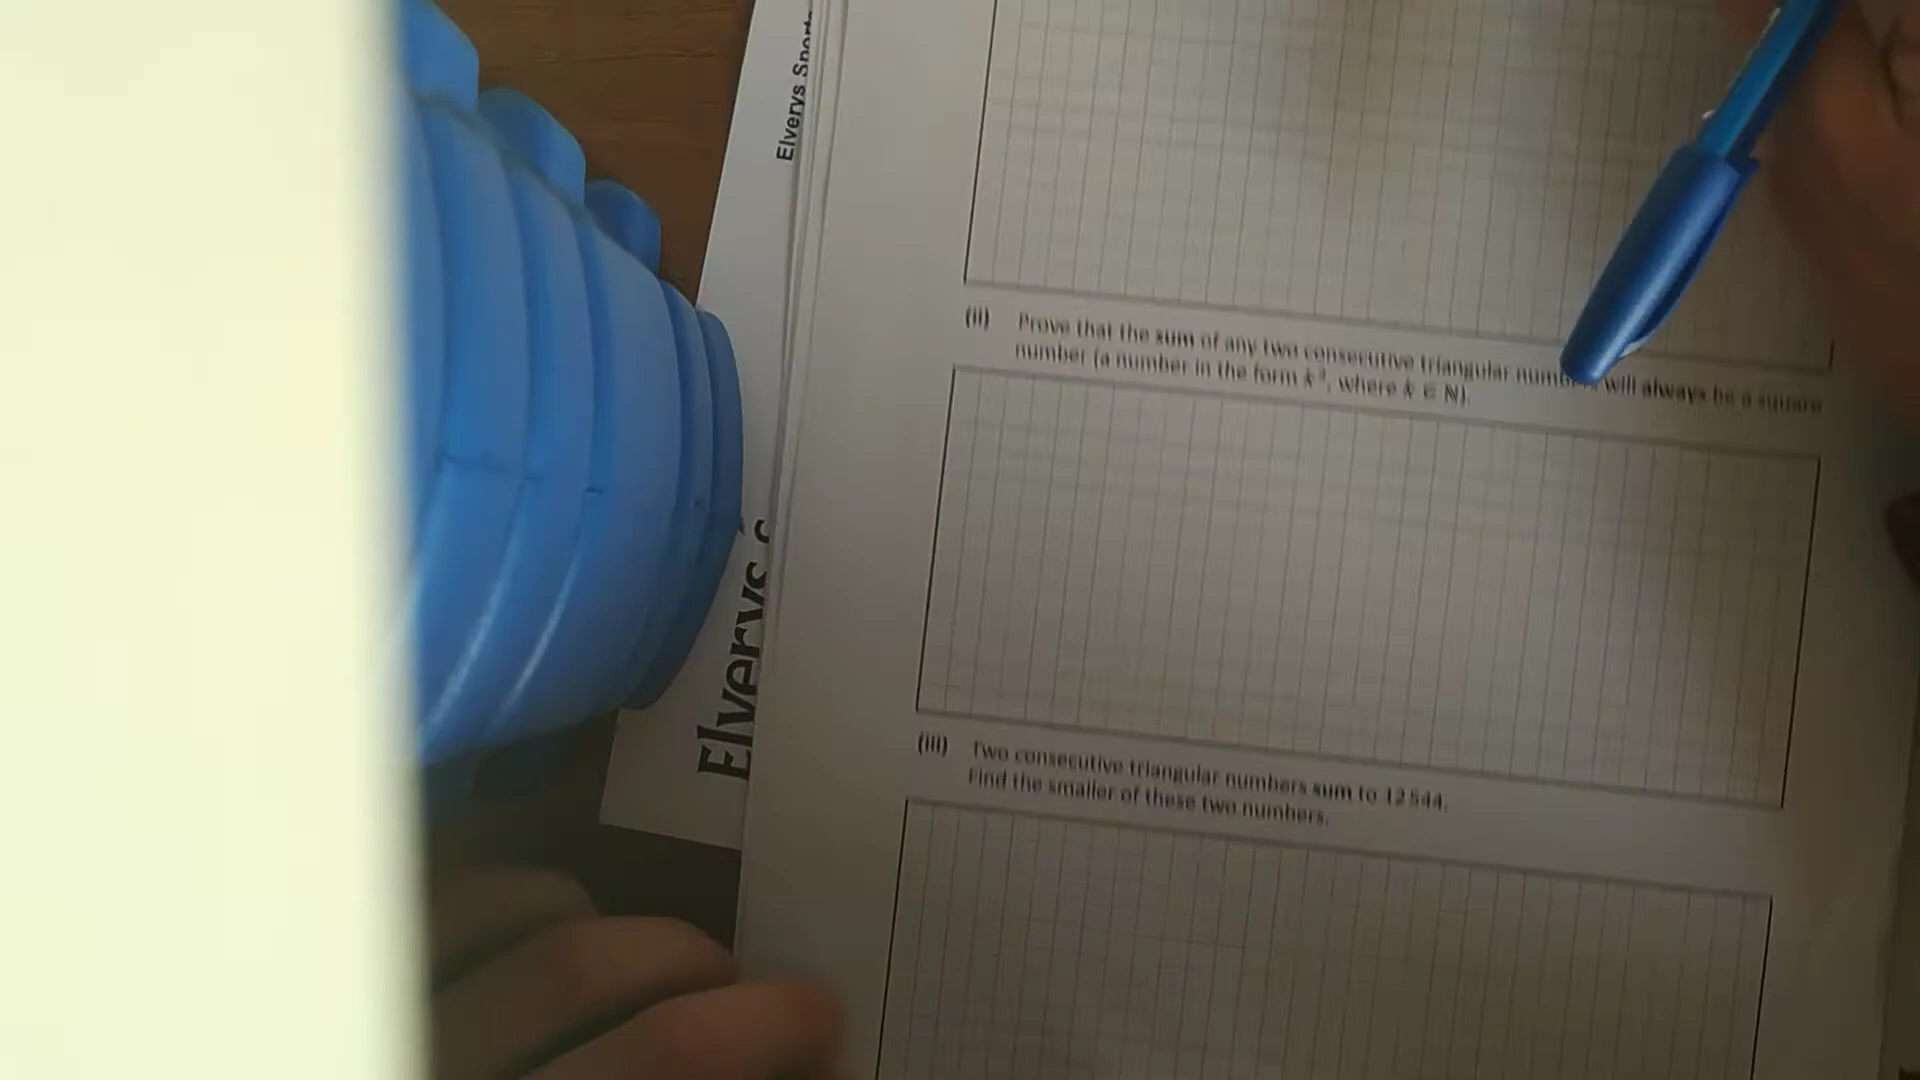 Elverys Sports
Elverys S
(ii) Prove that the sum of any two consecutive triangular numbers will always be a square
number (a number in the form k², where k ∈ ℕ).
(iii) Two consecutive triangular numbers sum to 12 544.
Find the smaller of these two numbers.